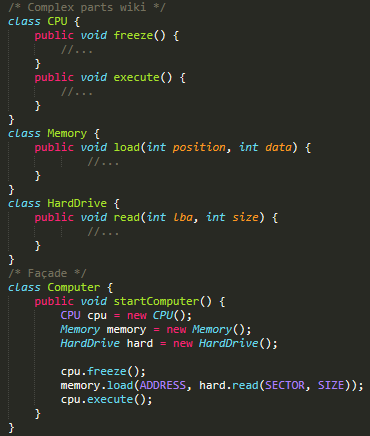 /* Complex parts wiki */
class CPU {
    public void freeze() {
        //...
    }
    public void execute() {
        //...
    }
}
class Memory {
    public void load(int position, int data) {
            //...
    }
}
class HardDrive {
    public void read(int lba, int size) {
            //...
    }
}
/* Façade */
class Computer {
    public void startComputer() {
        CPU cpu = new CPU();
        Memory memory = new Memory();
        HardDrive hard = new HardDrive();

        cpu.freeze();
        memory.load(ADDRESS, hard.read(SECTOR, SIZE));
        cpu.execute();
    }
}